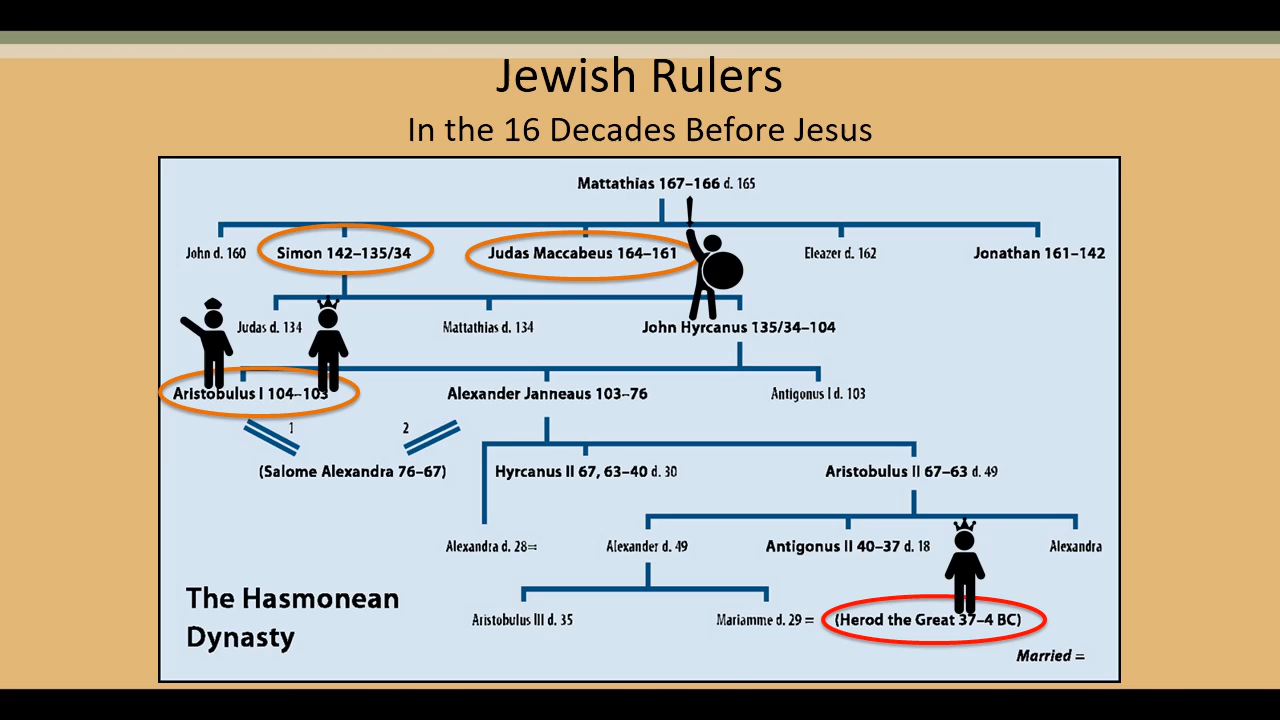 Jewish Rulers
In the 16 Decades Before Jesus
Mattathias 167–166 d. 165
John d. 160
Simon 142–135/34
Judas Maccabeus 164–161
Eleazer d. 162
Jonathan 161–142
Judas d. 134
Mattathias d. 134
John Hyrcanus 135/34–104
Aristobulus I 104–103
Alexander Janneaus 103–76
Antigonus I d. 103
1
2
(Salome Alexandra 76–67)
Hyrcanus II 67, 63–40 d. 30
Aristobulus II 67–63 d. 49
Alexandra d. 28=
Alexander d. 49
Antigonus II 40–37 d. 18
Alexandra
The Hasmonean
Dynasty
Aristobulus III d. 35
Mariamme d. 29 =
(Herod the Great 37–4 BC)
Married =